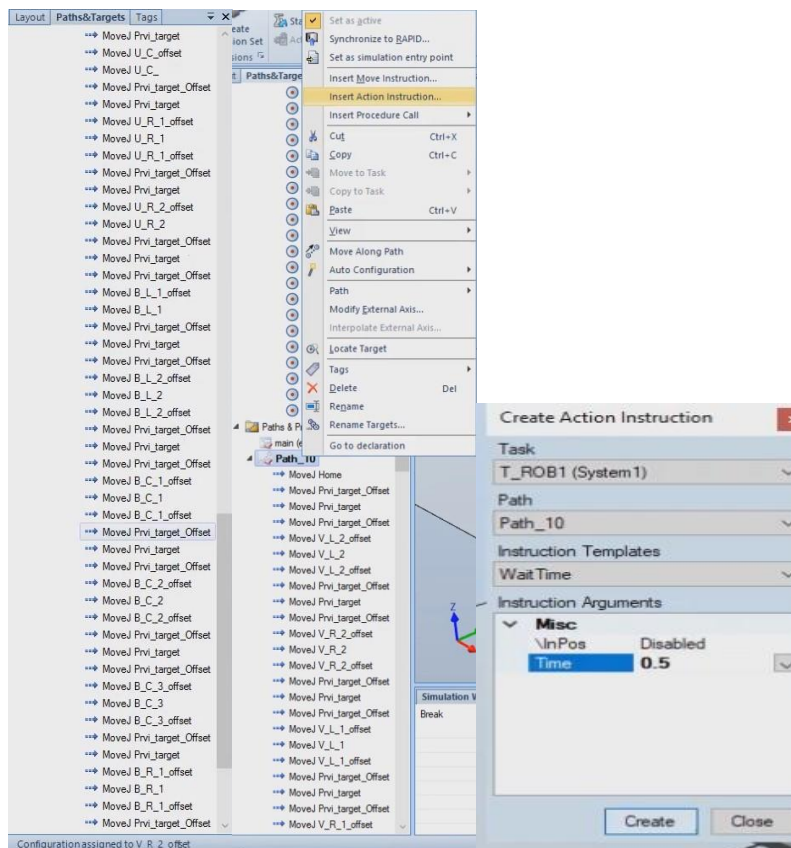 Layout Paths&Targets Tags
MoveJ Prvi_target
MoveJ U_C_offset
MoveJ U_C_
MoveJ Prvi_target_Offset
MoveJ Prvi_target
MoveJ U_R_1_offset
MoveJ U_R_1
MoveJ U_R_1_offset
MoveJ Prvi_target_Offset
MoveJ Prvi_target
MoveJ U_R_2_offset
MoveJ U_R_2
MoveJ Prvi_target_Offset
MoveJ Prvi_target
MoveJ Prvi_target_Offset
MoveJ B_L_1_offset
MoveJ B_L_1
MoveJ Prvi_target_Offset
MoveJ Prvi_target
MoveJ Prvi_target_Offset
MoveJ B_L_2_offset
MoveJ B_L_2
MoveJ B_L_2_offset
MoveJ Prvi_target_Offset
MoveJ Prvi_target
MoveJ Prvi_target_Offset
MoveJ B_C_1_offset
MoveJ B_C_1
MoveJ B_C_1_offset
MoveJ Prvi_target_Offset
MoveJ Prvi_target
MoveJ Prvi_target_Offset
MoveJ B_C_2_offset
MoveJ B_C_2
MoveJ B_C_2_offset
MoveJ Prvi_target_Offset
MoveJ Prvi_target
MoveJ Prvi_target_Offset
MoveJ B_C_3_offset
MoveJ B_C_3
MoveJ B_C_3_offset
MoveJ Prvi_target_Offset
MoveJ Prvi_target
MoveJ B_R_1_offset
MoveJ B_R_1
MoveJ B_R_1_offset
MoveJ Prvi_target_Offset
Configuration assigned to V_R_2_offset
Paths&Targe
Set as active
Synchronize to RAPID...
Set as simulation entry point
Insert Move Instruction...
Insert Action Instruction...
Insert Procedure Call
Cut Ctrl+X
Copy Ctrl+C
Move to Task
Copy to Task
Paste Ctrl+V
View
Move Along Path
Auto Configuration
Path
Modify External Axis...
Interpolate External Axis...
Locate Target
Tags
Delete Del
Rename
Rename Targets...
Go to declaration
Paths & P
main (e
Path_10
MoveJ Home
MoveJ Prvi_target_Offset
MoveJ Prvi_target
MoveJ Prvi_target_Offset
MoveJ V_L_2_offset
MoveJ V_L_2
MoveJ V_L_2_offset
MoveJ Prvi_target_Offset
MoveJ Prvi_target
MoveJ Prvi_target_Offset
MoveJ V_R_2_offset
MoveJ V_R_2
MoveJ V_R_2_offset
MoveJ Prvi_target_Offset
MoveJ Prvi_target
MoveJ Prvi_target_Offset
MoveJ V_L_1_offset
MoveJ V_L_1
MoveJ V_L_1_offset
MoveJ Prvi_target_Offset
MoveJ Prvi_target
MoveJ Prvi_target_Offset
MoveJ V_R_1_offset
Z
Simulation W
Break
Create Action Instruction
Task
T_ROB1 (System1)
Path
Path_10
Instruction Templates
WaitTime
Instruction Arguments
Misc
\InPos Disabled
Time 0.5
Create Close